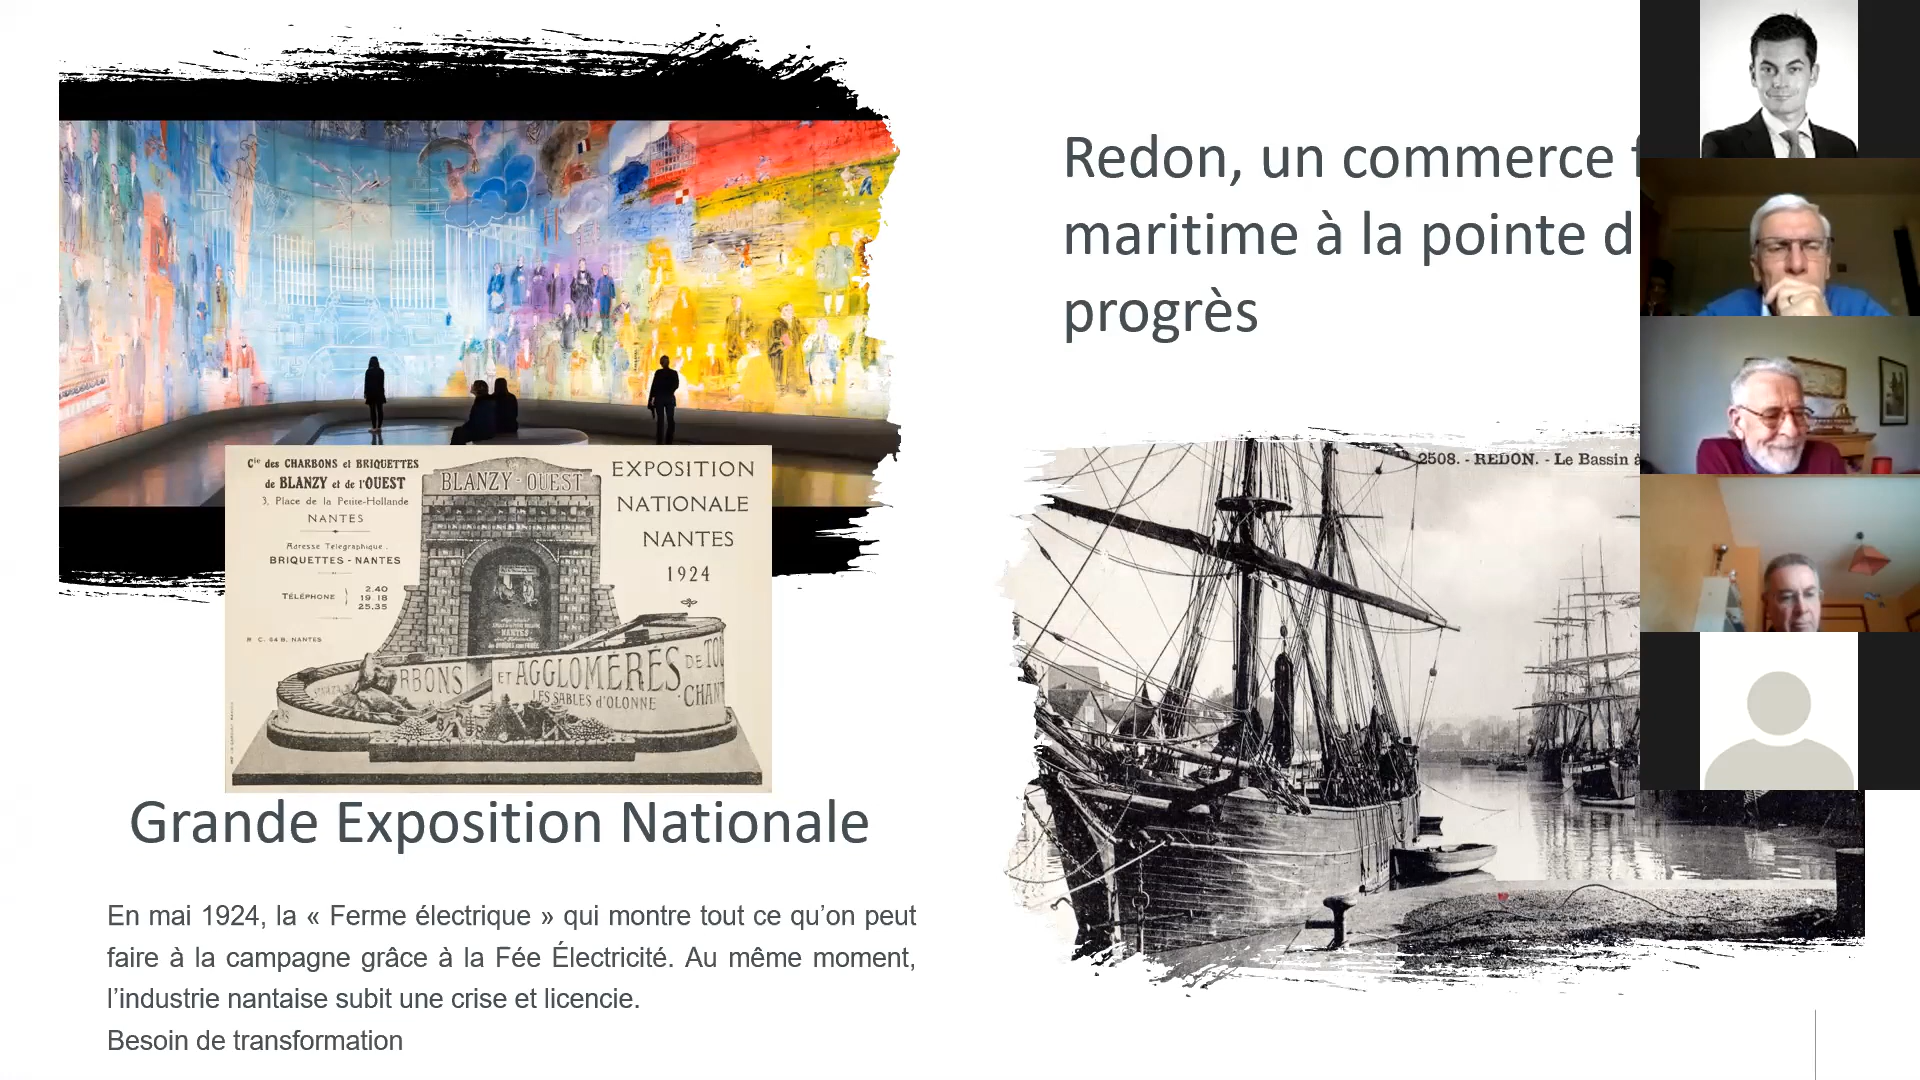 Redon, un commerce
maritime à la pointe
progrès
Cie des CHARBONS et BRIQUETTES
de BLANZY et de l'OUEST
3, Place de la Petite-Hollande
NANTES
Adresse Télégraphique :
BRIQUETTES - NANTES
TÉLÉPHONE
2.40
19.18
25.35
R. C. 64 B. NANTES
BLANZY - OUEST
EXPOSITION
NATIONALE
NANTES
1924
NANTES
ET AGGLOMÉRÉS DE
LES SABLES d'OLONNE
2508. - REDON. - Le Bassin à
Grande Exposition Nationale
En mai 1924, la « Ferme électrique » qui montre tout ce qu’on peut
faire à la campagne grâce à la Fée Électricité. Au même moment,
l’industrie nantaise subit une crise et licencie.
Besoin de transformation